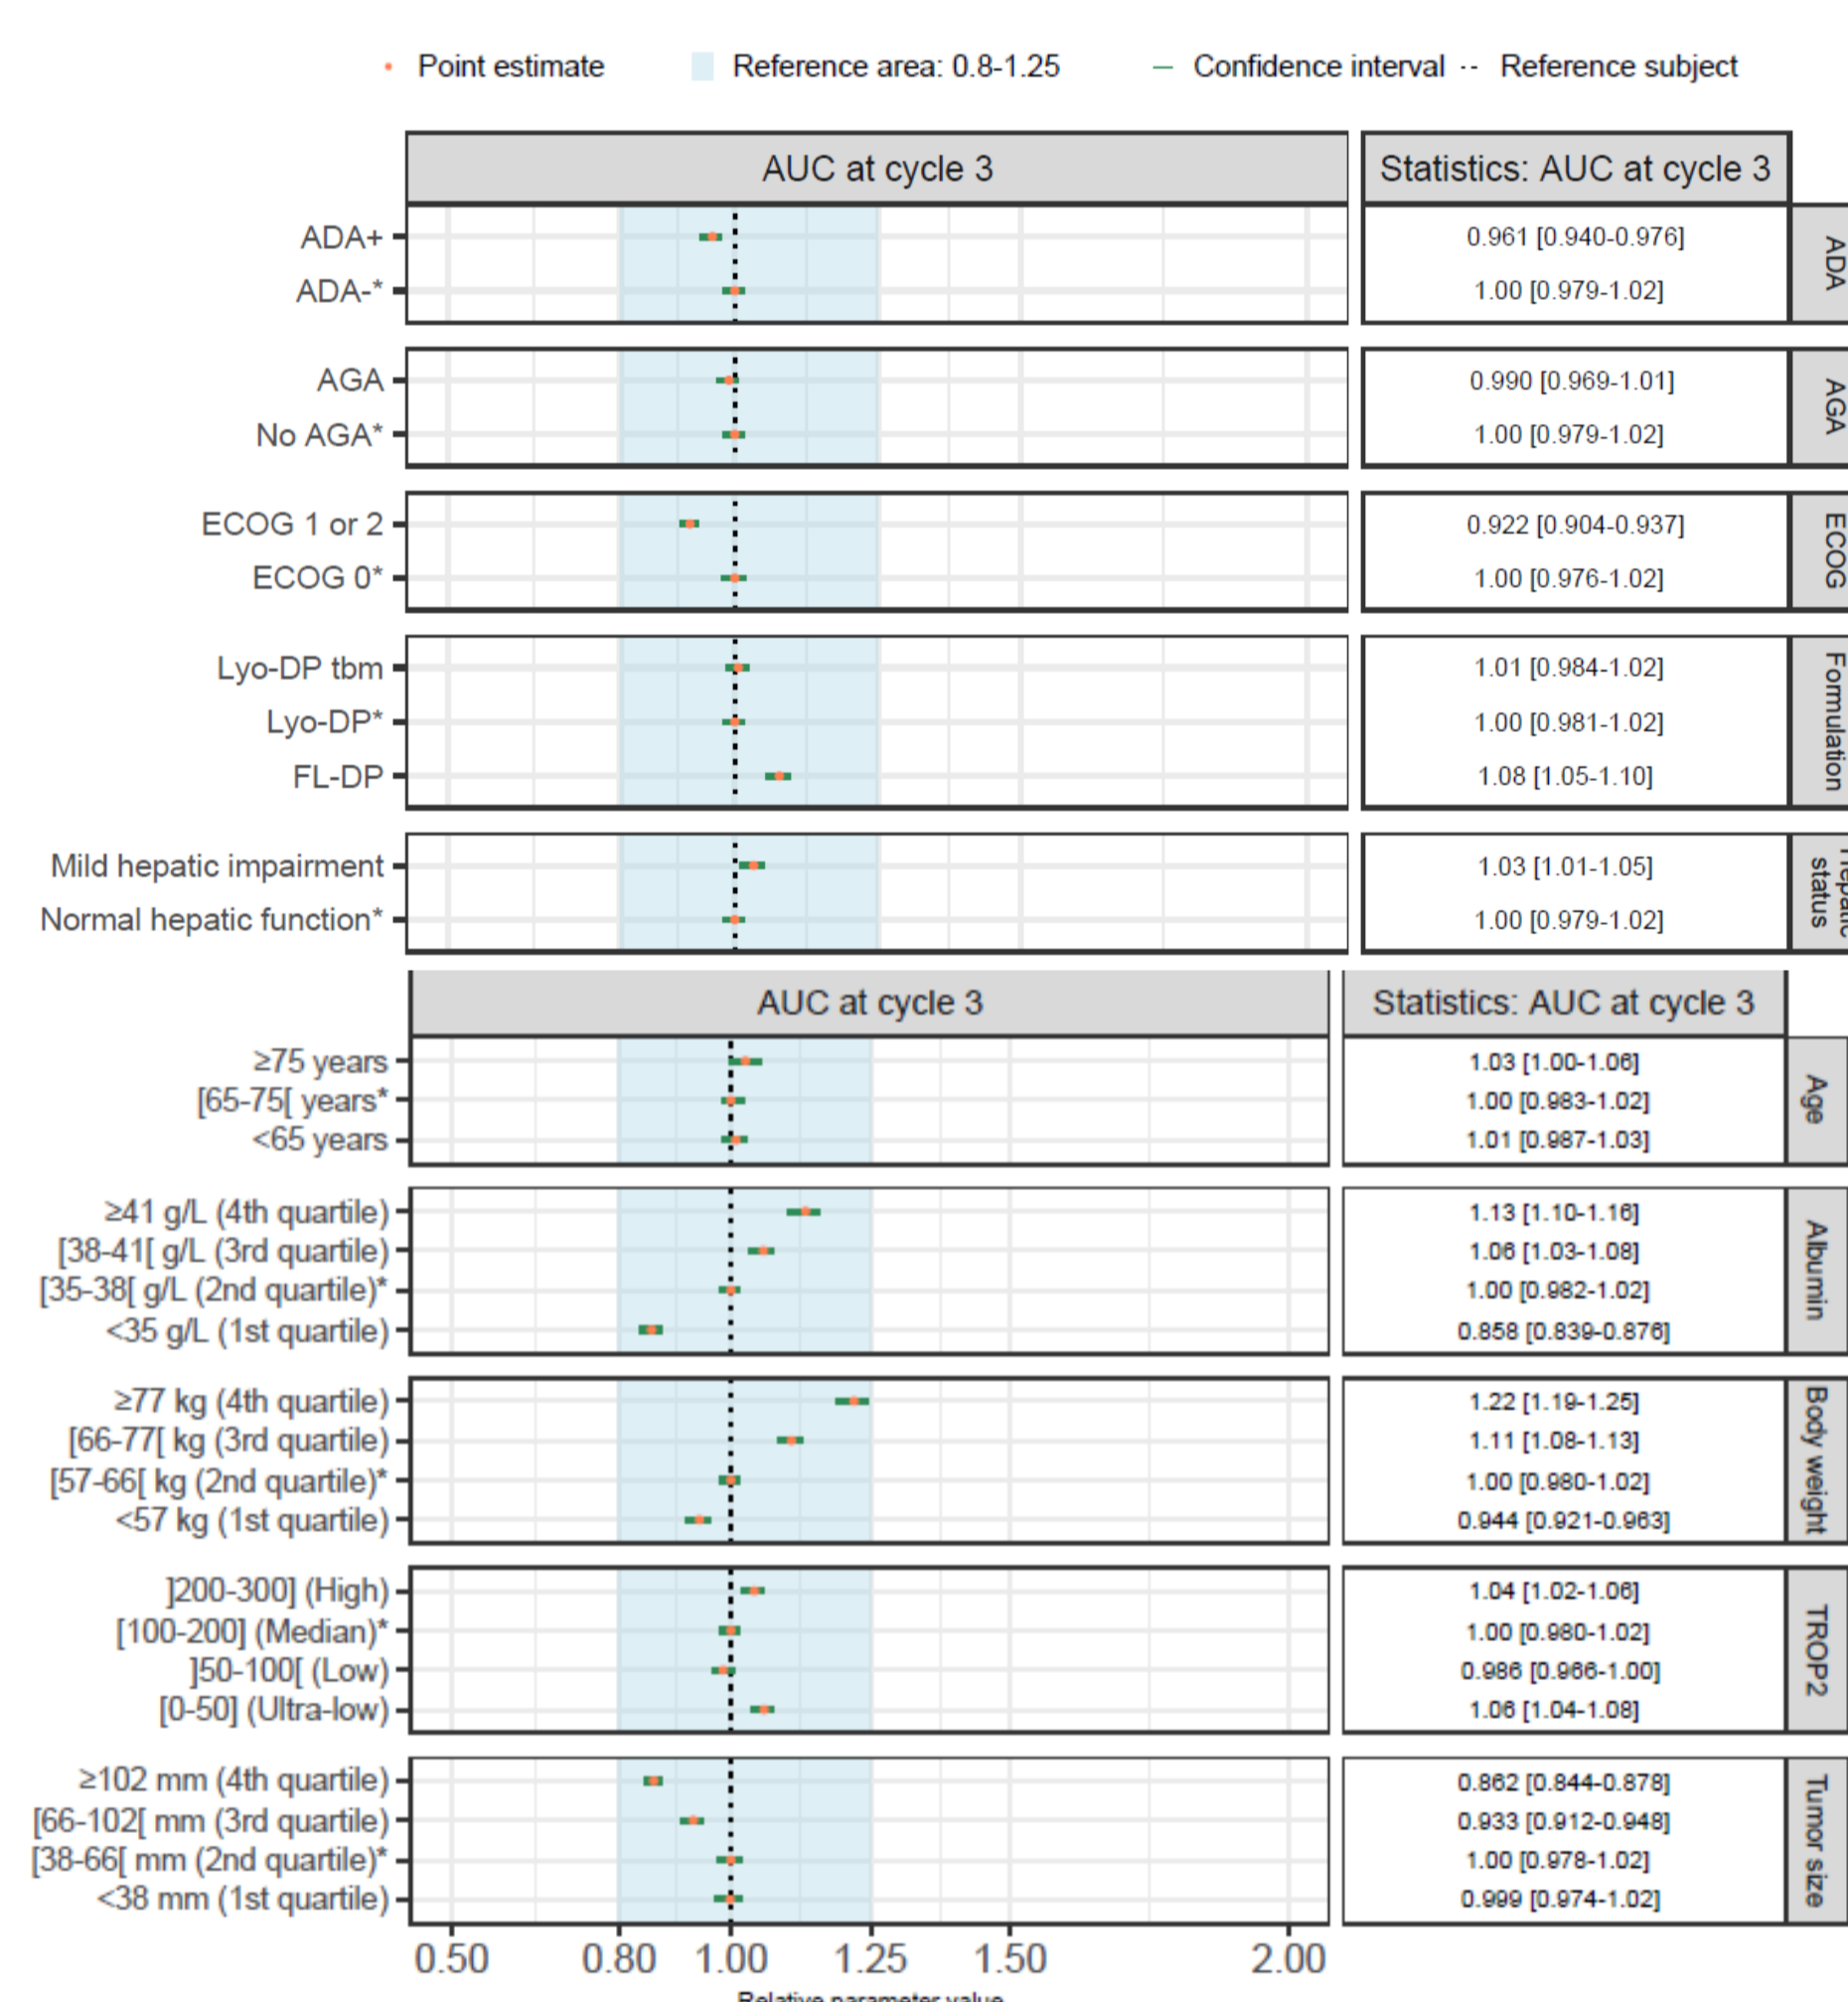 Point estimate Reference area: 0.8-1.25 Confidence interval Reference subject
AUC at cycle 3 Statistics: AUC at cycle 3
ADA+ 0.961 [0.940-0.976]
ADA-* 1.00 [0.979-1.02]
ADA
AGA 0.990 [0.969-1.01]
No AGA* 1.00 [0.979-1.02]
AGA
ECOG 1 or 2 0.922 [0.904-0.937]
ECOG 0* 1.00 [0.976-1.02]
ECOG
Lyo-DP tbm 1.01 [0.984-1.02]
Lyo-DP* 1.00 [0.981-1.02]
FL-DP 1.08 [1.05-1.10]
Formulation
Mild hepatic impairment 1.03 [1.01-1.05]
Normal hepatic function* 1.00 [0.979-1.02]
Hepatic
status
AUC at cycle 3 Statistics: AUC at cycle 3
≥75 years 1.03 [1.00-1.06]
[65-75[ years* 1.00 [0.983-1.02]
<65 years 1.01 [0.987-1.03]
Age
≥41 g/L (4th quartile) 1.13 [1.10-1.16]
[38-41[ g/L (3rd quartile) 1.06 [1.03-1.08]
[35-38[ g/L (2nd quartile)* 1.00 [0.982-1.02]
<35 g/L (1st quartile) 0.858 [0.839-0.876]
Albumin
≥77 kg (4th quartile) 1.22 [1.19-1.25]
[66-77[ kg (3rd quartile) 1.11 [1.08-1.13]
[57-66[ kg (2nd quartile)* 1.00 [0.980-1.02]
<57 kg (1st quartile) 0.944 [0.921-0.963]
Body weight
]200-300] (High) 1.04 [1.02-1.06]
[100-200] (Median)* 1.00 [0.980-1.02]
]50-100[ (Low) 0.986 [0.966-1.00]
[0-50] (Ultra-low) 1.06 [1.04-1.08]
TROP2
≥102 mm (4th quartile) 0.862 [0.844-0.878]
[66-102[ mm (3rd quartile) 0.933 [0.912-0.948]
[38-66[ mm (2nd quartile)* 1.00 [0.978-1.02]
<38 mm (1st quartile) 0.999 [0.974-1.02]
Tumor size
0.50 0.80 1.00 1.25 1.50 2.00
Relative parameter value